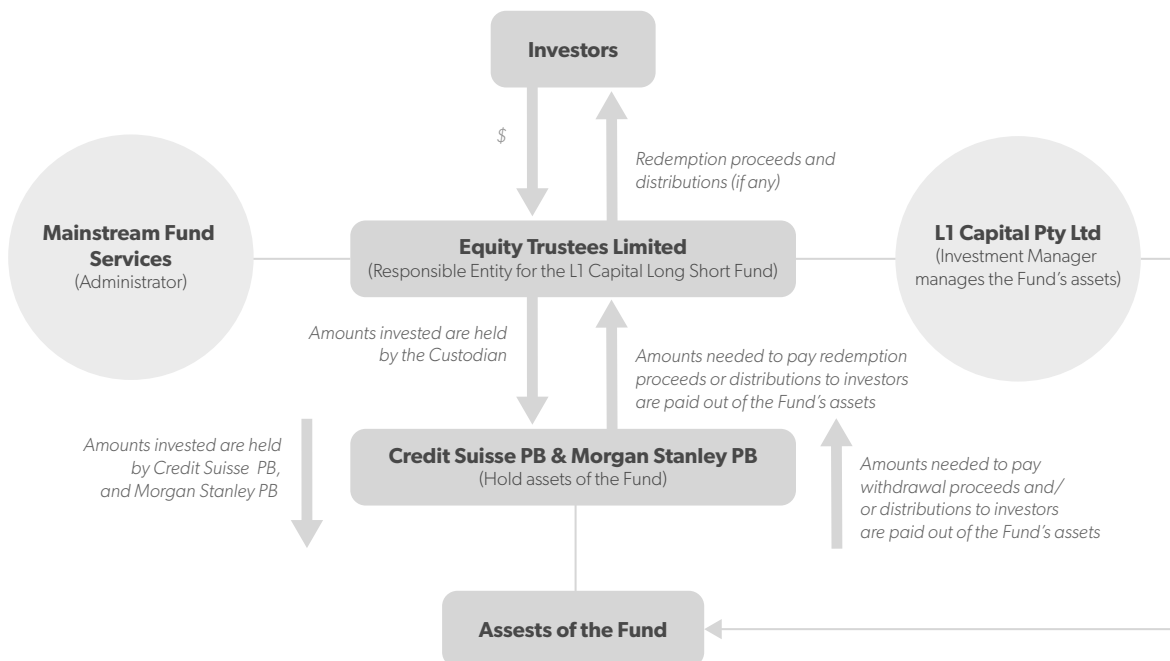 Investors
$
Redemption proceeds and
distributions (if any)
Mainstream Fund
Services
(Administrator)
Equity Trustees Limited
(Responsible Entity for the L1 Capital Long Short Fund)
L1 Capital Pty Ltd
(Investment Manager
manages the Fund’s assets)
Amounts invested are held
by the Custodian
Amounts needed to pay redemption
proceeds or distributions to investors
are paid out of the Fund’s assets
Amounts invested are held
by Credit Suisse PB,
and Morgan Stanley PB
Credit Suisse PB & Morgan Stanley PB
(Hold assets of the Fund)
Amounts needed to pay
withdrawal proceeds and/
or distributions to investors
are paid out of the Fund’s assets
Assests of the Fund